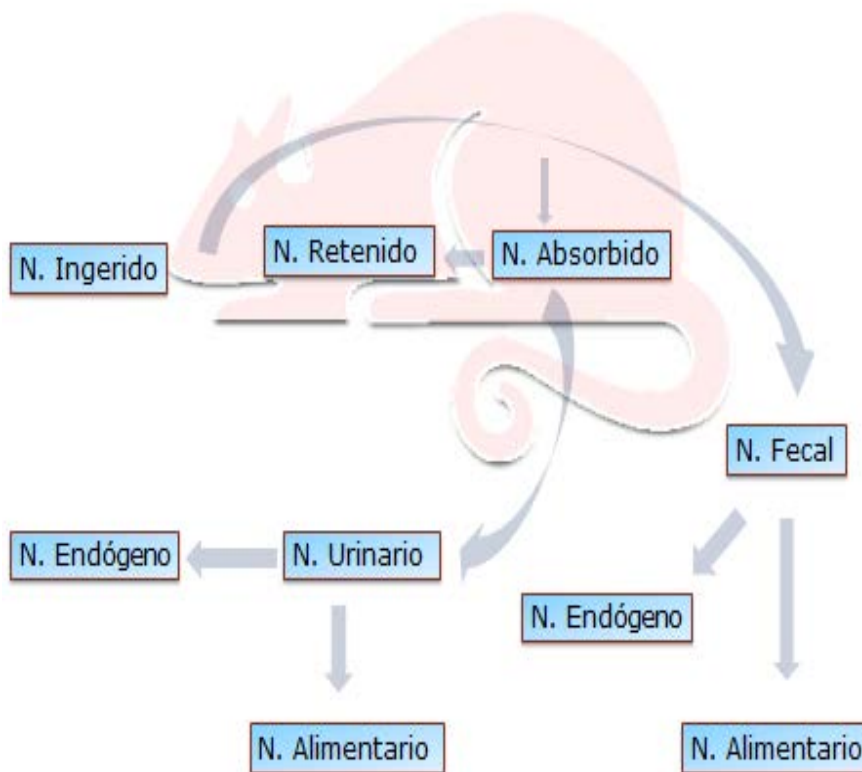 N. Ingerido
N. Retenido
N. Absorbido
N. Fecal
N. Endógeno
N. Urinario
N. Endógeno
N. Alimentario
N. Alimentario